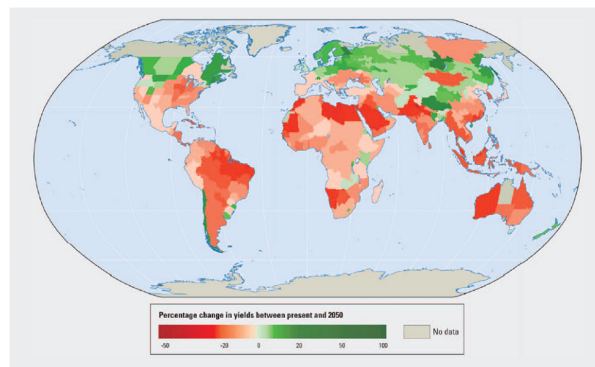 Percentage change in yields between present and 2050
No data
-50 -20 0 20 50 100